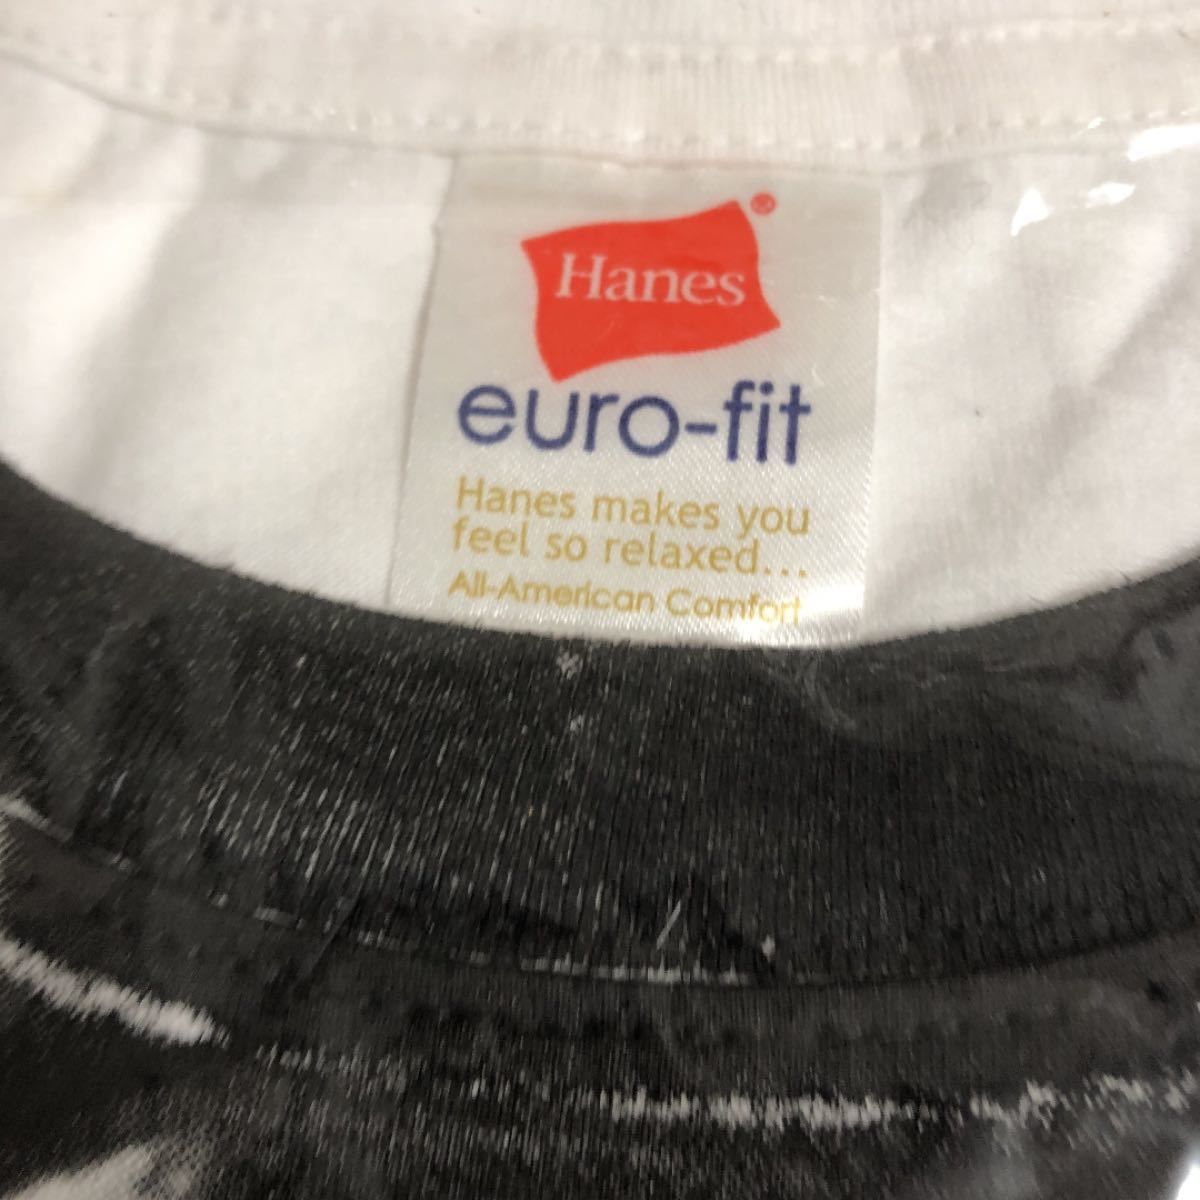 Hanes®
euro-fit
Hanes makes you
feel so relaxed...
All-American Comfort